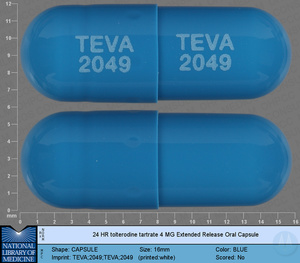 TEVA
2049
TEVA
2049
mm
24 HR tolterodine tartrate 4 MG Extended Release Oral Capsule
NATIONAL
LIBRARY OF
MEDICINE
Shape: CAPSULE Size: 16mm Color: BLUE
Imprint: TEVA;2049;TEVA;2049 (printed:white) Scored: No